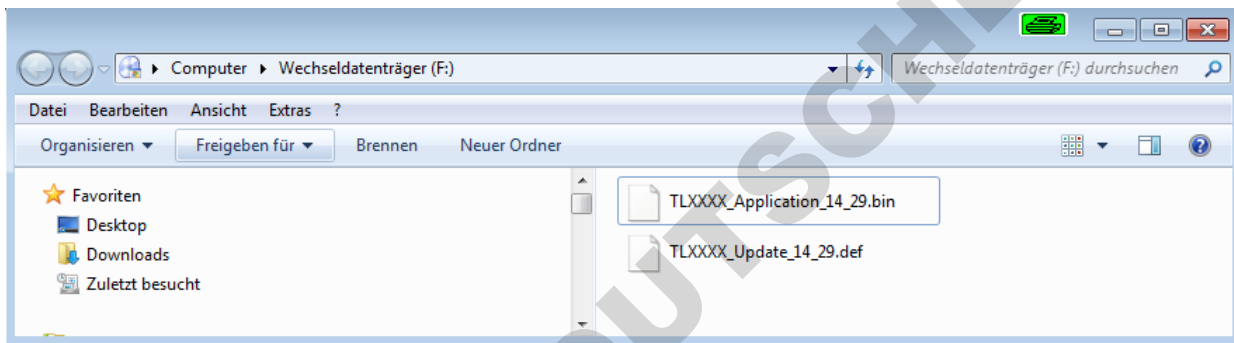 Computer Wechseldatenträger (F:) Wechseldatenträger (F:) durchsuchen
Datei Bearbeiten Ansicht Extras ?
Organisieren Freigeben für Brennen Neuer Ordner
Favoriten
Desktop
Downloads
Zuletzt besucht
TLXXXX_Application_14_29.bin
TLXXXX_Update_14_29.def
UTSCHE